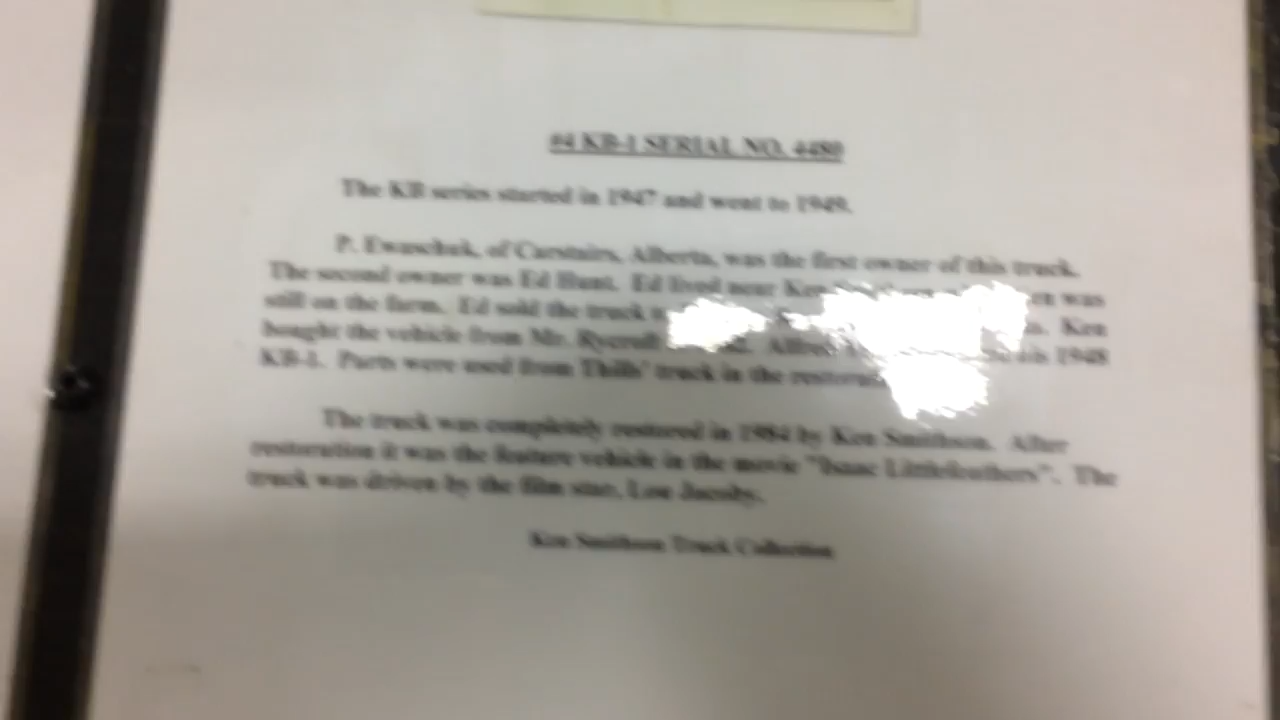 #4 KB-1 SERIAL NO. 4480
The KB series started in 1947 and went to 1949.
P. Ewaschuk, of Carstairs, Alberta, was the first owner of this truck.
The second owner was Ed Hunt. Ed lived near Ken was
still on the farm. Ed sold the truck Ken
bought the vehicle from Mr. Rycroft 1948
KB-1. Parts were used from Thills' truck in the
The truck was completely restored in 1984 by Ken Smithson. After
restoration it was the feature vehicle in the movie "Isaac Littlefeathers". The
truck was driven by the film star, Lou Jacoby.
Ken Smithson Truck Collection